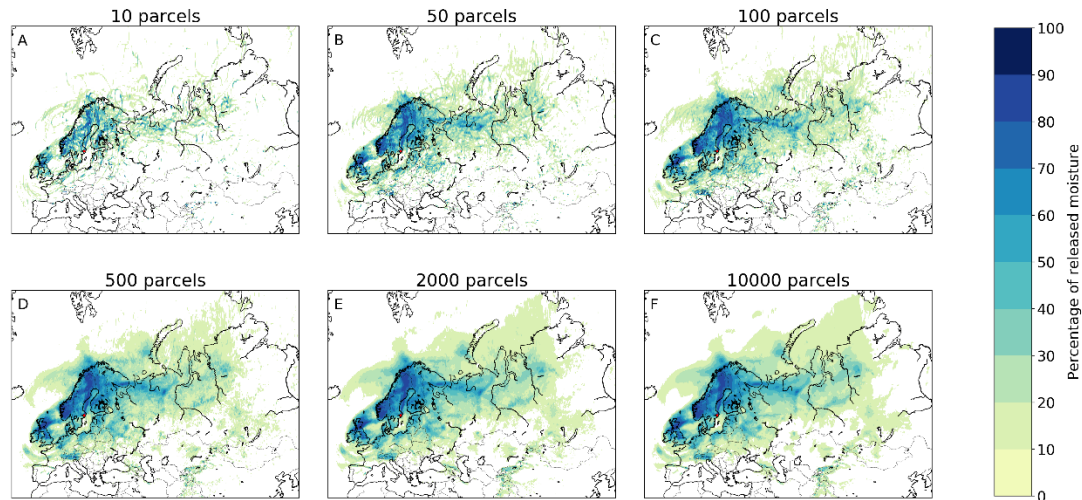 10 parcels
50 parcels
100 parcels
A
B
C
500 parcels
2000 parcels
10000 parcels
D
E
F
100
90
80
70
60
50
40
30
20
10
0
Percentage of released moisture